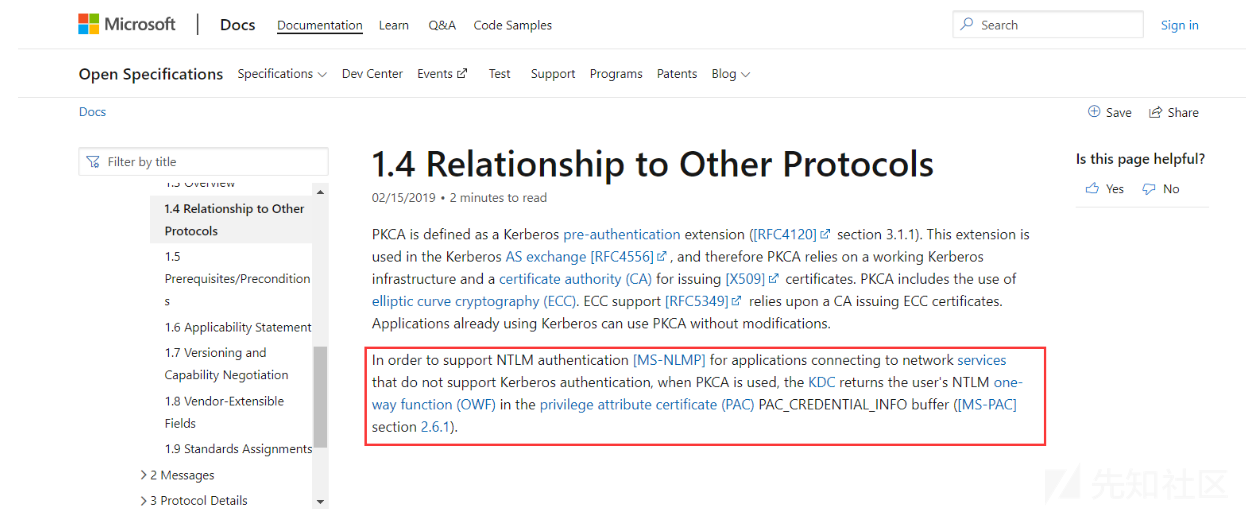 Microsoft Docs Documentation Learn Q&A Code Samples Search Sign in
Open Specifications Specifications Dev Center Events Test Support Programs Patents Blog
Docs
Save Share
Filter by title
1.3 Overview
1.4 Relationship to Other
Protocols
1.5
Prerequisites/Precondition
s
1.6 Applicability Statement
1.7 Versioning and
Capability Negotiation
1.8 Vendor-Extensible
Fields
1.9 Standards Assignments
2 Messages
3 Protocol Details
1.4 Relationship to Other Protocols
02/15/2019 • 2 minutes to read
PKCA is defined as a Kerberos pre-authentication extension ([RFC4120] section 3.1.1). This extension is
used in the Kerberos AS exchange [RFC4556] , and therefore PKCA relies on a working Kerberos
infrastructure and a certificate authority (CA) for issuing [X509] certificates. PKCA includes the use of
elliptic curve cryptography (ECC). ECC support [RFC5349] relies upon a CA issuing ECC certificates.
Applications already using Kerberos can use PKCA without modifications.
In order to support NTLM authentication [MS-NLMP] for applications connecting to network services
that do not support Kerberos authentication, when PKCA is used, the KDC returns the user's NTLM one-
way function (OWF) in the privilege attribute certificate (PAC) PAC_CREDENTIAL_INFO buffer ([MS-PAC]
section 2.6.1).
Is this page helpful?
Yes No
先知社区